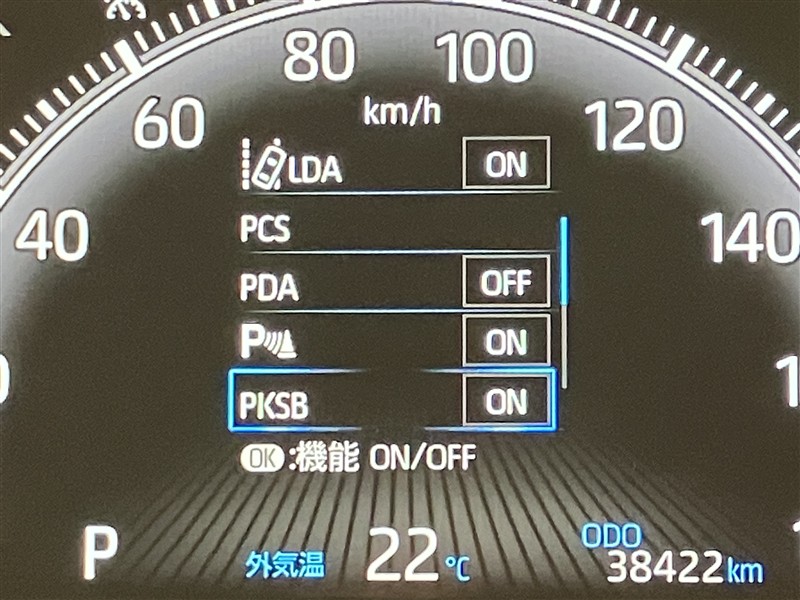 80 100
km/h
60 120
LDA ON
40 PCS 140
PDA OFF
P ON
PKSB ON
OK:機能 ON/OFF
P 外気温 22℃ ODO
38422km